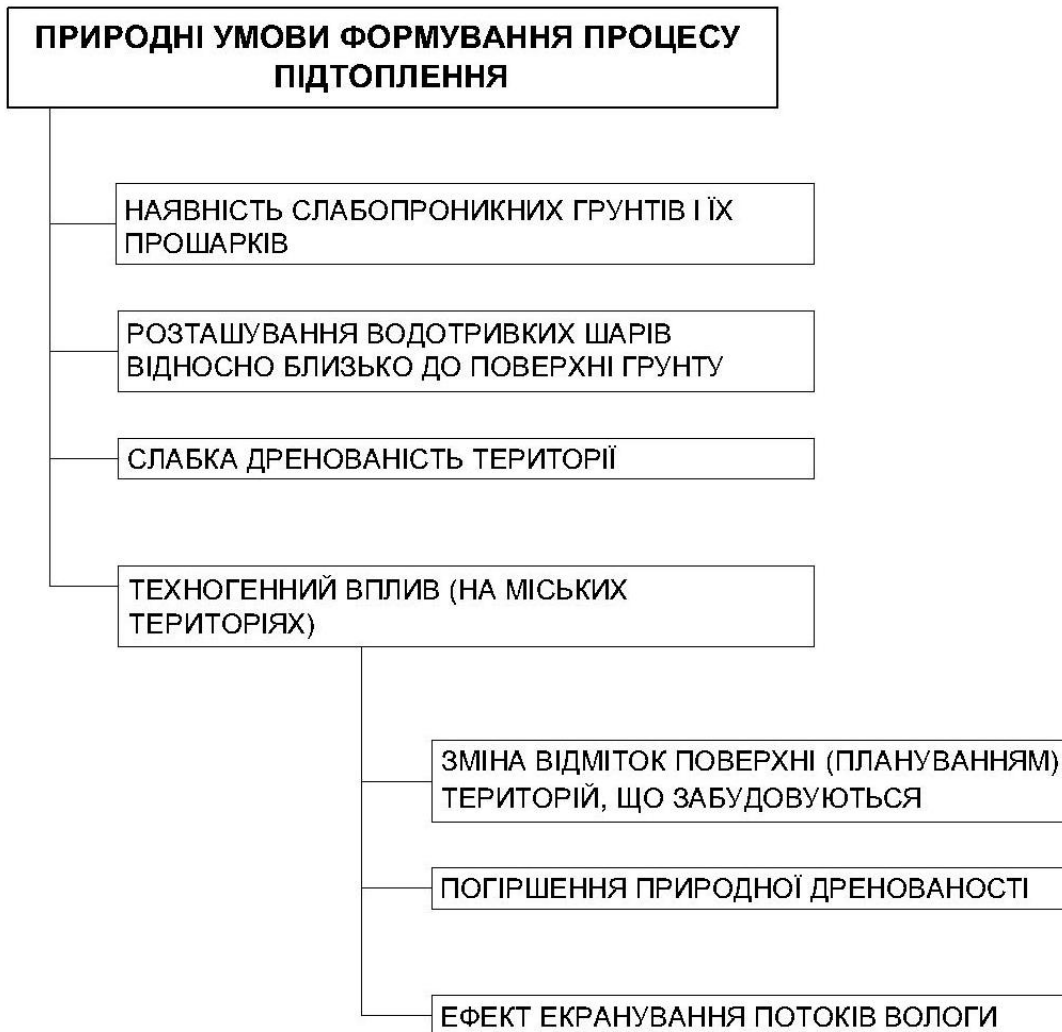 ПРИРОДНІ УМОВИ ФОРМУВАННЯ ПРОЦЕСУ
ПІДТОПЛЕННЯ
НАЯВНІСТЬ СЛАБОПРОНИКНИХ ГРУНТІВ І ЇХ
ПРОШАРКІВ
РОЗТАШУВАННЯ ВОДОТРИВКИХ ШАРІВ
ВІДНОСНО БЛИЗЬКО ДО ПОВЕРХНІ ГРУНТУ
СЛАБКА ДРЕНОВАНІСТЬ ТЕРИТОРІЇ
ТЕХНОГЕННИЙ ВПЛИВ (НА МІСЬКИХ
ТЕРИТОРІЯХ)
ЗМІНА ВІДМІТОК ПОВЕРХНІ (ПЛАНУВАННЯМ)
ТЕРИТОРІЙ, ЩО ЗАБУДОВУЮТЬСЯ
ПОГІРШЕННЯ ПРИРОДНОЇ ДРЕНОВАНОСТІ
ЕФЕКТ ЕКРАНУВАННЯ ПОТОКІВ ВОЛОГИ